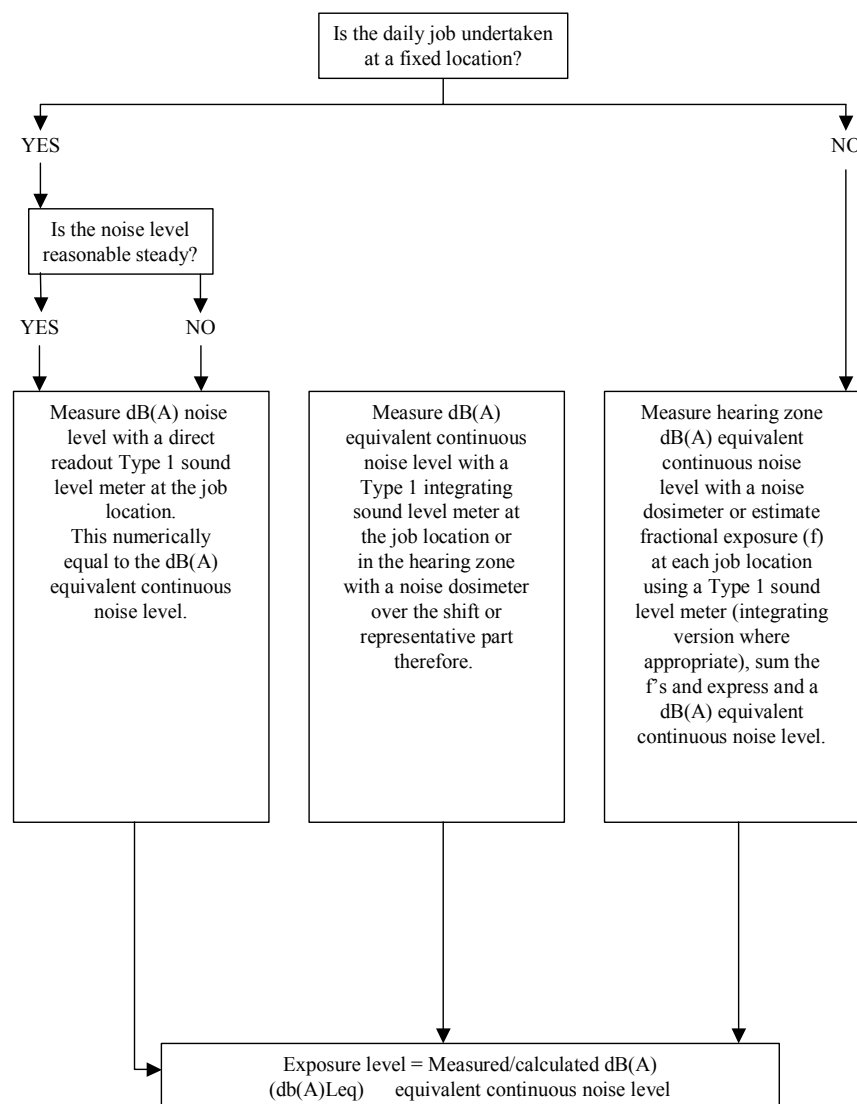 Is the daily job undertaken
at a fixed location?
YES
NO
Is the noise level
reasonable steady?
YES
NO
Measure dB(A) noise
level with a direct
readout Type 1 sound
level meter at the job
location.
This numerically
equal to the dB(A)
equivalent continuous
noise level.
Measure dB(A)
equivalent continuous
noise level with a
Type 1 integrating
sound level meter at
the job location or
in the hearing zone
with a noise dosimeter
over the shift or
representative part
therefore.
Measure hearing zone
dB(A) equivalent
continuous noise
level with a noise
dosimeter or estimate
fractional exposure (f)
at each job location
using a Type 1 sound
level meter (integrating
version where
appropriate), sum the
f's and express and a
dB(A) equivalent
continuous noise level.
Exposure level = Measured/calculated dB(A)
(db(A)Leq) equivalent continuous noise level